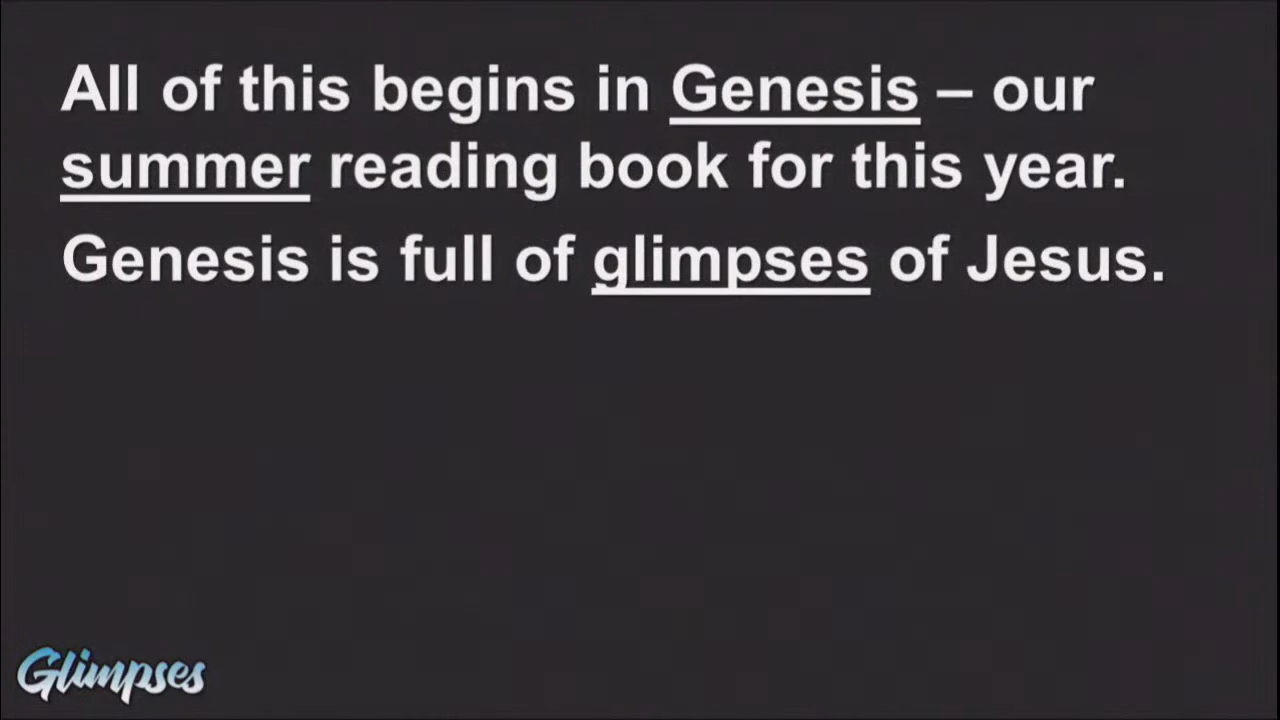 All of this begins in Genesis – our
summer reading book for this year.
Genesis is full of glimpses of Jesus.
Glimpses